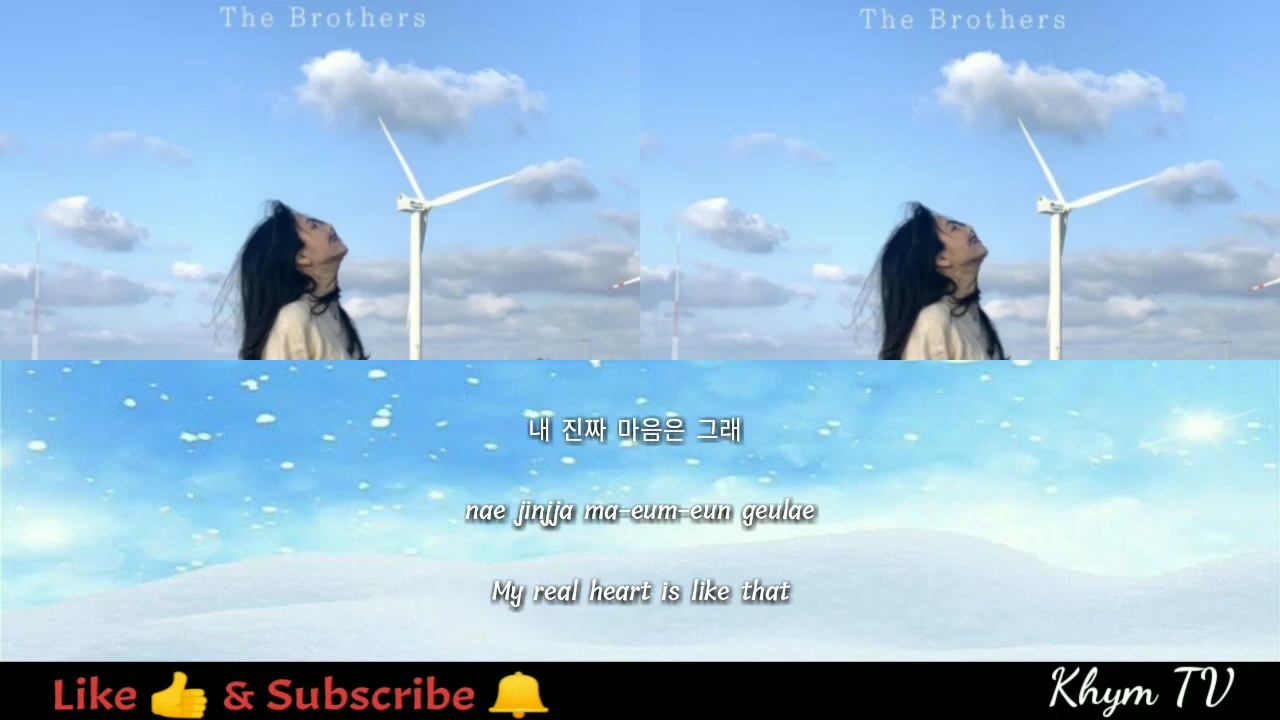 The Brothers
The Brothers
내 진짜 마음은 그래
nae jinjja ma-eum-eun geulae
My real heart is like that
Like 👍 & Subscribe 🔔
Khym TV